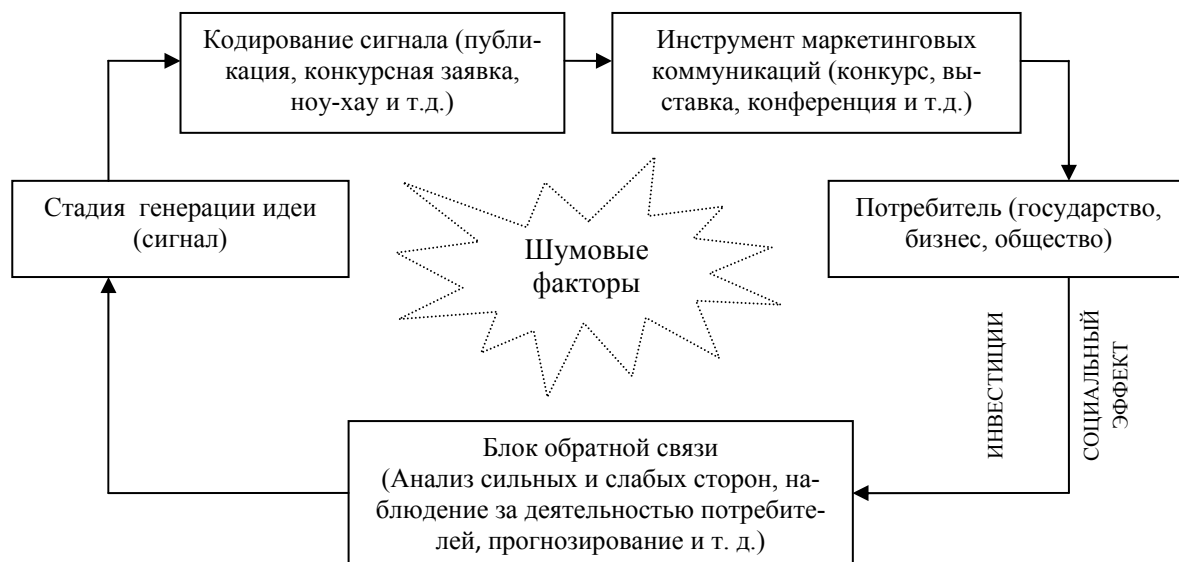 Кодирование сигнала (публи-
кация, конкурсная заявка,
ноу-хау и т.д.)
Инструмент маркетинговых
коммуникаций (конкурс, вы-
ставка, конференция и т.д.)
Стадия генерации идеи
(сигнал)
Шумовые
факторы
Потребитель (государство,
бизнес, общество)
ИНВЕСТИЦИИ
СОЦИАЛЬНЫЙ
ЭФФЕКТ
Блок обратной связи
(Анализ сильных и слабых сторон, на-
блюдение за деятельностью потребите-
лей, прогнозирование и т. д.)